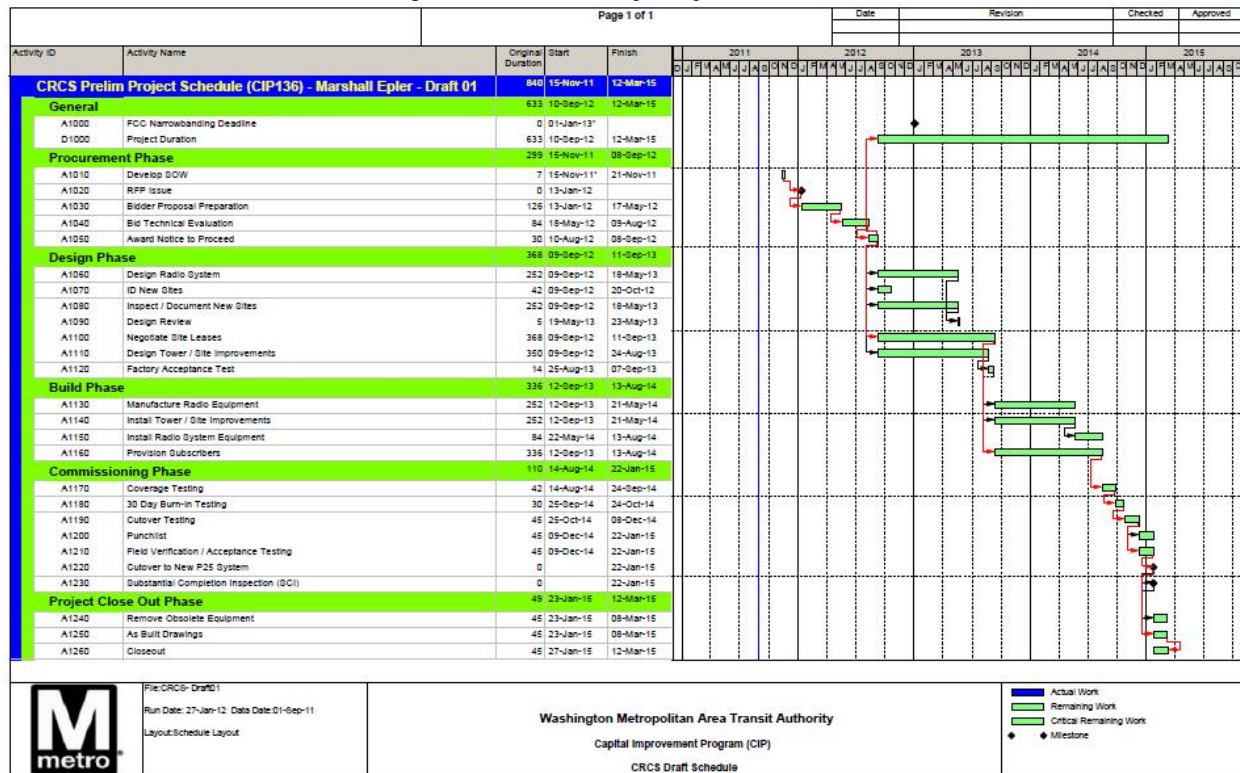 Page 1 of 1 Date Revision Checked Approved
Activity ID Activity Name Original Duration Start Finish 2011 2012 2013 2014 2015
D J F M A M J J A S O N D J F M A M J J A S O N D J F M A M J J A S O N D J F M A M J J A S O N D J F M A M J J A S O
CRCS Prelim Project Schedule (CIP136) - Marshall Epler - Draft 01 840 15-Nov-11 12-Mar-15
General 633 10-Sep-12 12-Mar-15
A1000 FCC Narrowbanding Deadline 0 01-Jan-13*
D1000 Project Duration 633 10-Sep-12 12-Mar-15
Procurement Phase 299 15-Nov-11 08-Sep-12
A1010 Develop SOW 7 15-Nov-11* 21-Nov-11
A1020 RFP Issue 0 13-Jan-12
A1030 Bidder Proposal Preparation 126 13-Jan-12 17-May-12
A1040 Bid Technical Evaluation 84 18-May-12 09-Aug-12
A1050 Award Notice to Proceed 30 10-Aug-12 08-Sep-12
Design Phase 368 09-Sep-12 11-Sep-13
A1060 Design Radio System 252 09-Sep-12 18-May-13
A1070 ID New Sites 42 09-Sep-12 20-Oct-12
A1080 Inspect / Document New Sites 252 09-Sep-12 18-May-13
A1090 Design Review 5 19-May-13 23-May-13
A1100 Negotiate Site Leases 368 09-Sep-12 11-Sep-13
A1110 Design Tower / Site Improvements 350 09-Sep-12 24-Aug-13
A1120 Factory Acceptance Test 14 25-Aug-13 07-Sep-13
Build Phase 336 12-Sep-13 13-Aug-14
A1130 Manufacture Radio Equipment 252 12-Sep-13 21-May-14
A1140 Install Tower / Site Improvements 252 12-Sep-13 21-May-14
A1150 Install Radio System Equipment 84 22-May-14 13-Aug-14
A1160 Provision Subscribers 336 12-Sep-13 13-Aug-14
Commissioning Phase 110 14-Aug-14 22-Jan-15
A1170 Coverage Testing 42 14-Aug-14 24-Sep-14
A1180 30 Day Burn-in Testing 30 25-Sep-14 24-Oct-14
A1190 Cutover Testing 45 25-Oct-14 08-Dec-14
A1200 Punchlist 45 09-Dec-14 22-Jan-15
A1210 Field Verification / Acceptance Testing 45 09-Dec-14 22-Jan-15
A1220 Cutover to New P25 System 0 22-Jan-15
A1230 Substantial Completion Inspection (SCI) 0 22-Jan-15
Project Close Out Phase 49 23-Jan-15 12-Mar-15
A1240 Remove Obsolete Equipment 45 23-Jan-15 08-Mar-15
A1250 As Built Drawings 45 23-Jan-15 08-Mar-15
A1260 Closeout 45 27-Jan-15 12-Mar-15
M
metro
File:CRCS- Draft01
Run Date: 27-Jan-12 Data Date:01-Sep-11
Layout:Schedule Layout
Washington Metropolitan Area Transit Authority
Capital Improvement Program (CIP)
CRCS Draft Schedule
Actual Work
Remaining Work
Critical Remaining Work
Milestone